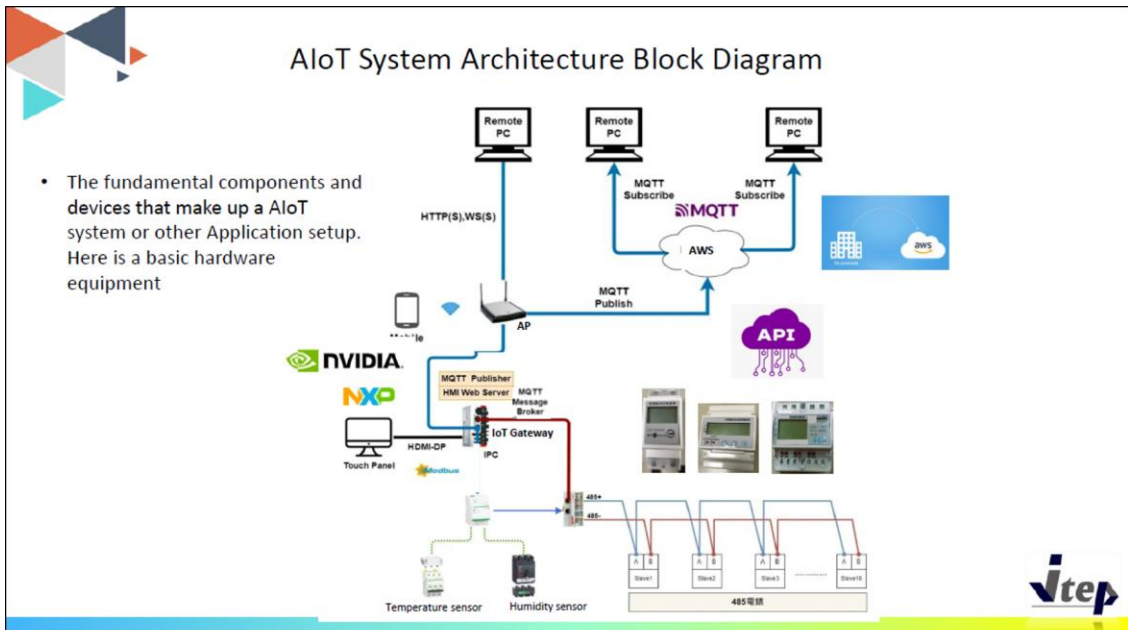 AIoT System Architecture Block Diagram
• The fundamental components and
devices that make up a AIoT
system or other Application setup.
Here is a basic hardware
equipment
Remote
PC
Remote
PC
Remote
PC
MQTT
Subscribe
MQTT
Subscribe
MQTT
HTTP(S),WS(S)
AWS
aws
MQTT
Publish
AP
Mobile
API
NVIDIA.
NXP
MQTT Publisher
HMI Web Server
MQTT
Message
Broker
IoT Gateway
HDMI-DP
IPC
Touch Panel
Modbus
485+
485-
A B
A B
A B
A B
Slave1
Slave2
Slave3
Slave18
485電錶
Temperature sensor
Humidity sensor
itep